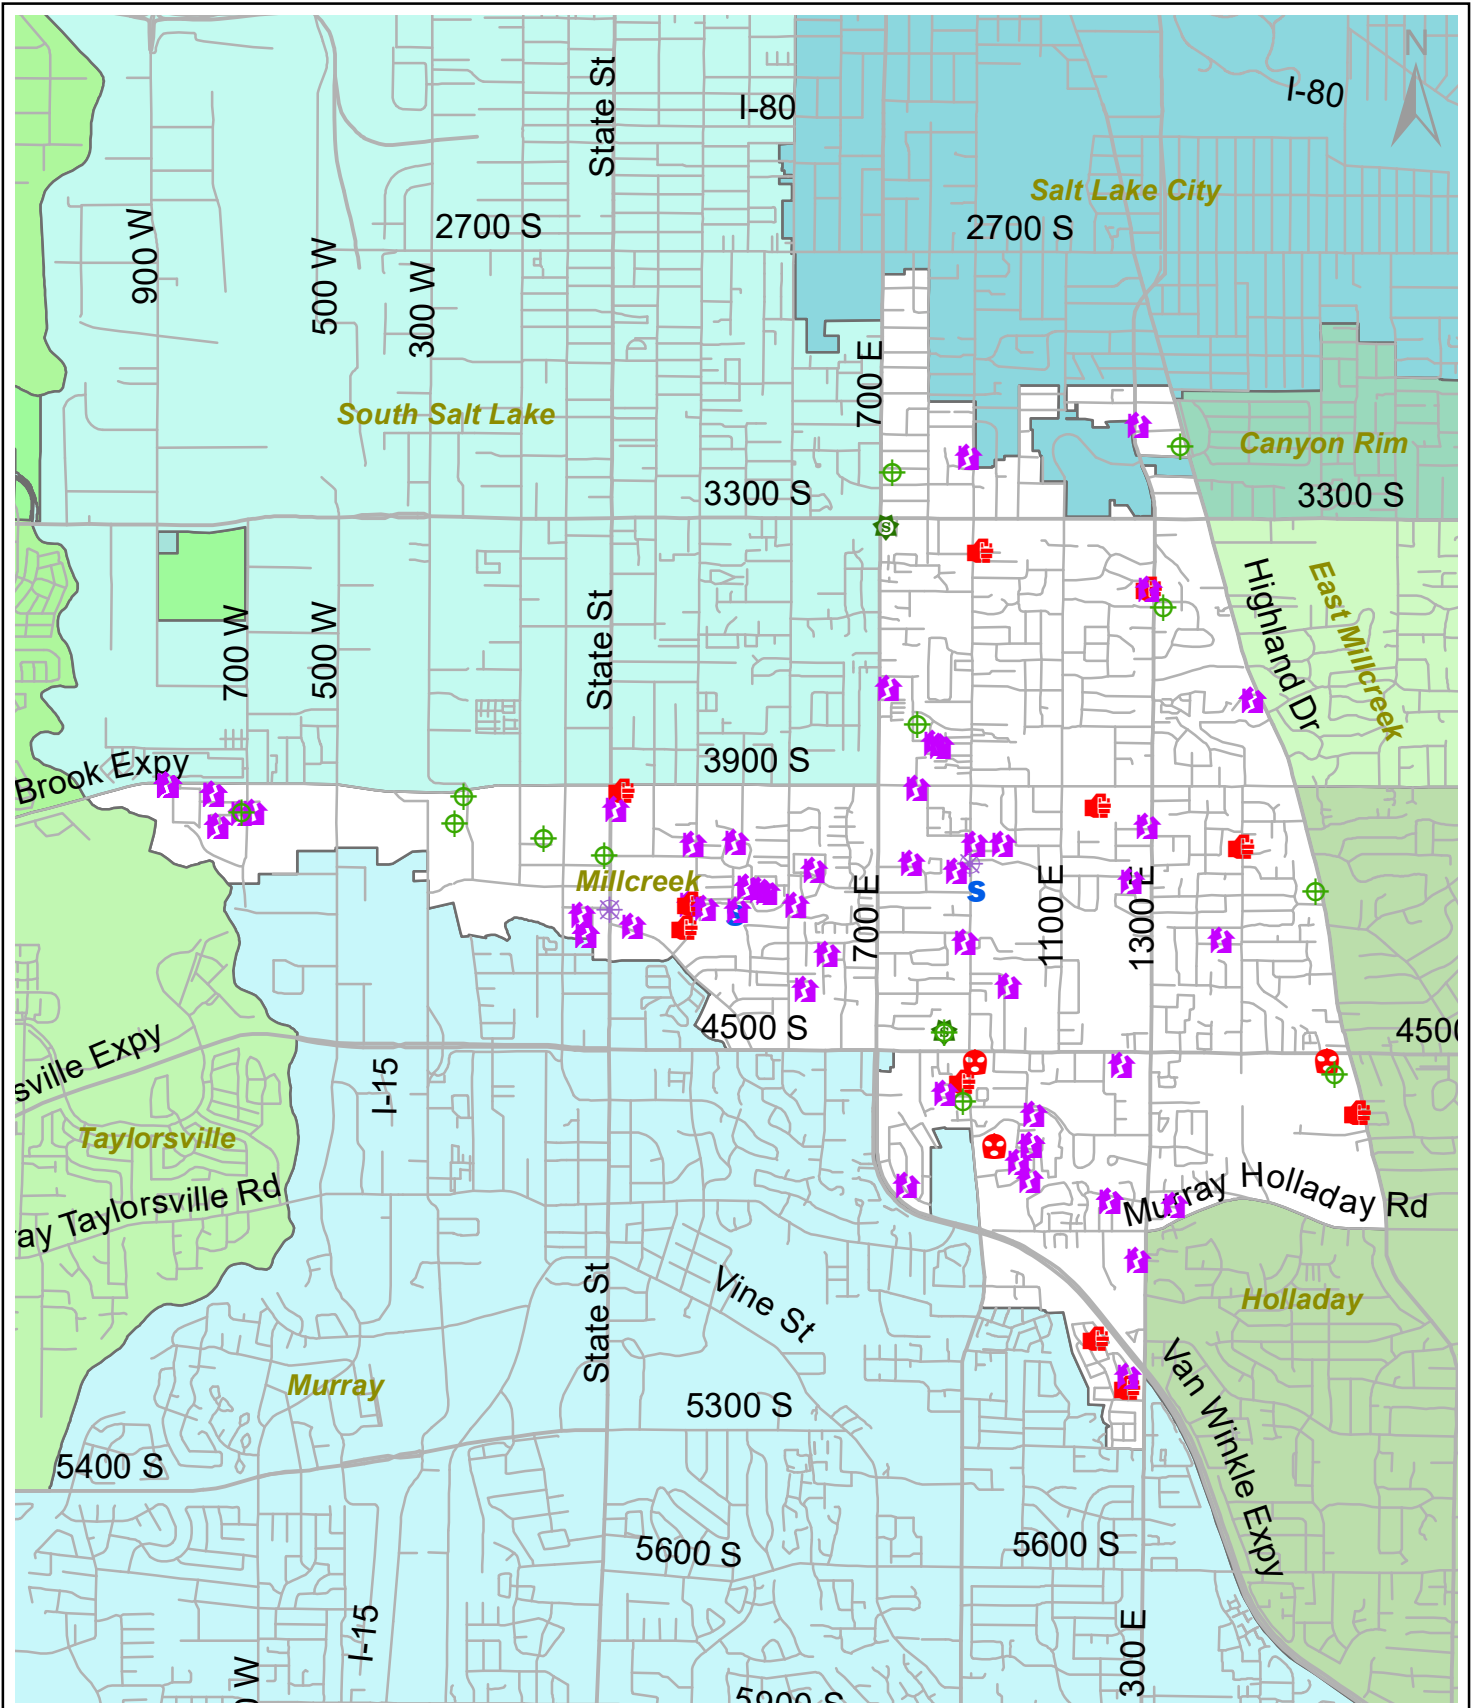 N
State St
I-80
I-80
Salt Lake City
900 W
2700 S
2700 S
500 W
300 W
700 E
South Salt Lake
Canyon Rim
3300 S
3300 S
S
Highland Dr
East Millcreek
State St
700 W
500 W
3900 S
Brook Expy
Millcreek
S
S
700 E
1100 E
1300 E
4500 S
4500
S
sville Expy
I-15
Taylorsville
ay Taylorsville Rd
Murray Holladay Rd
State St
Vine St
Holladay
Murray
Van Winkle Expy
5300 S
5400 S
5600 S
5600 S
I-15
300 E
W
5900 S